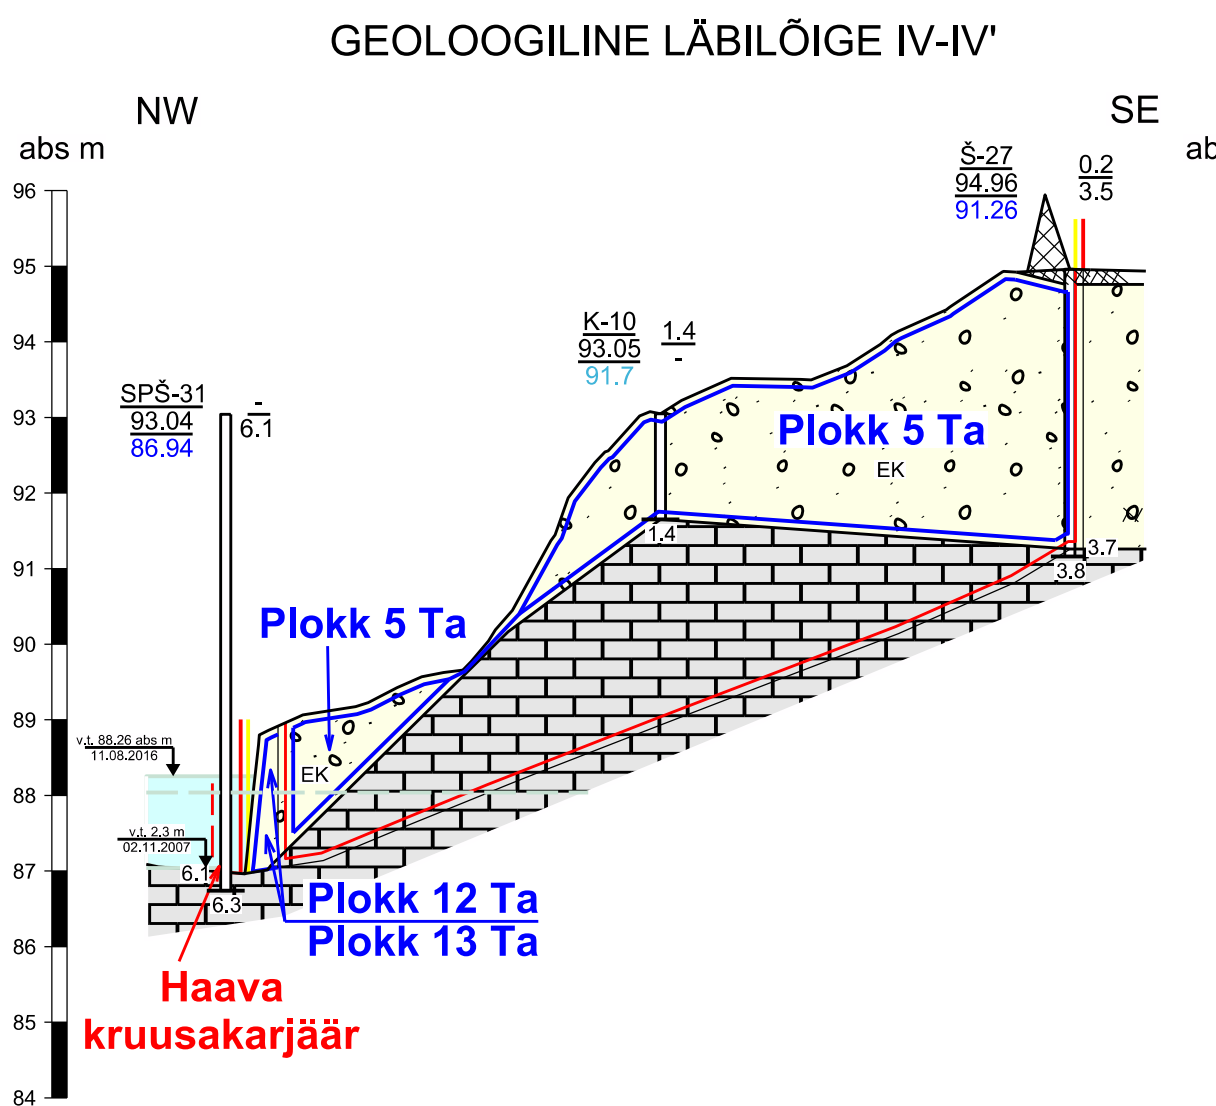 GEOLOOGILINE LÄBILÕIGE IV-IV'
NW
SE
abs m
ab
96
95
94
93
92
91
90
89
88
87
86
85
84
Š-27
94.96
91.26
0.2
3.5
K-10
93.05
91.7
1.4
-
SPŠ-31
93.04
86.94
-
6.1
Plokk 5 Ta
EK
1.4
3.7
3.8
Plokk 5 Ta
EK
v.t. 88.26 abs m
11.08.2016
v.t. 2.3 m
02.11.2007
6.1
6.3
Plokk 12 Ta
Plokk 13 Ta
Haava
kruusakarjäär